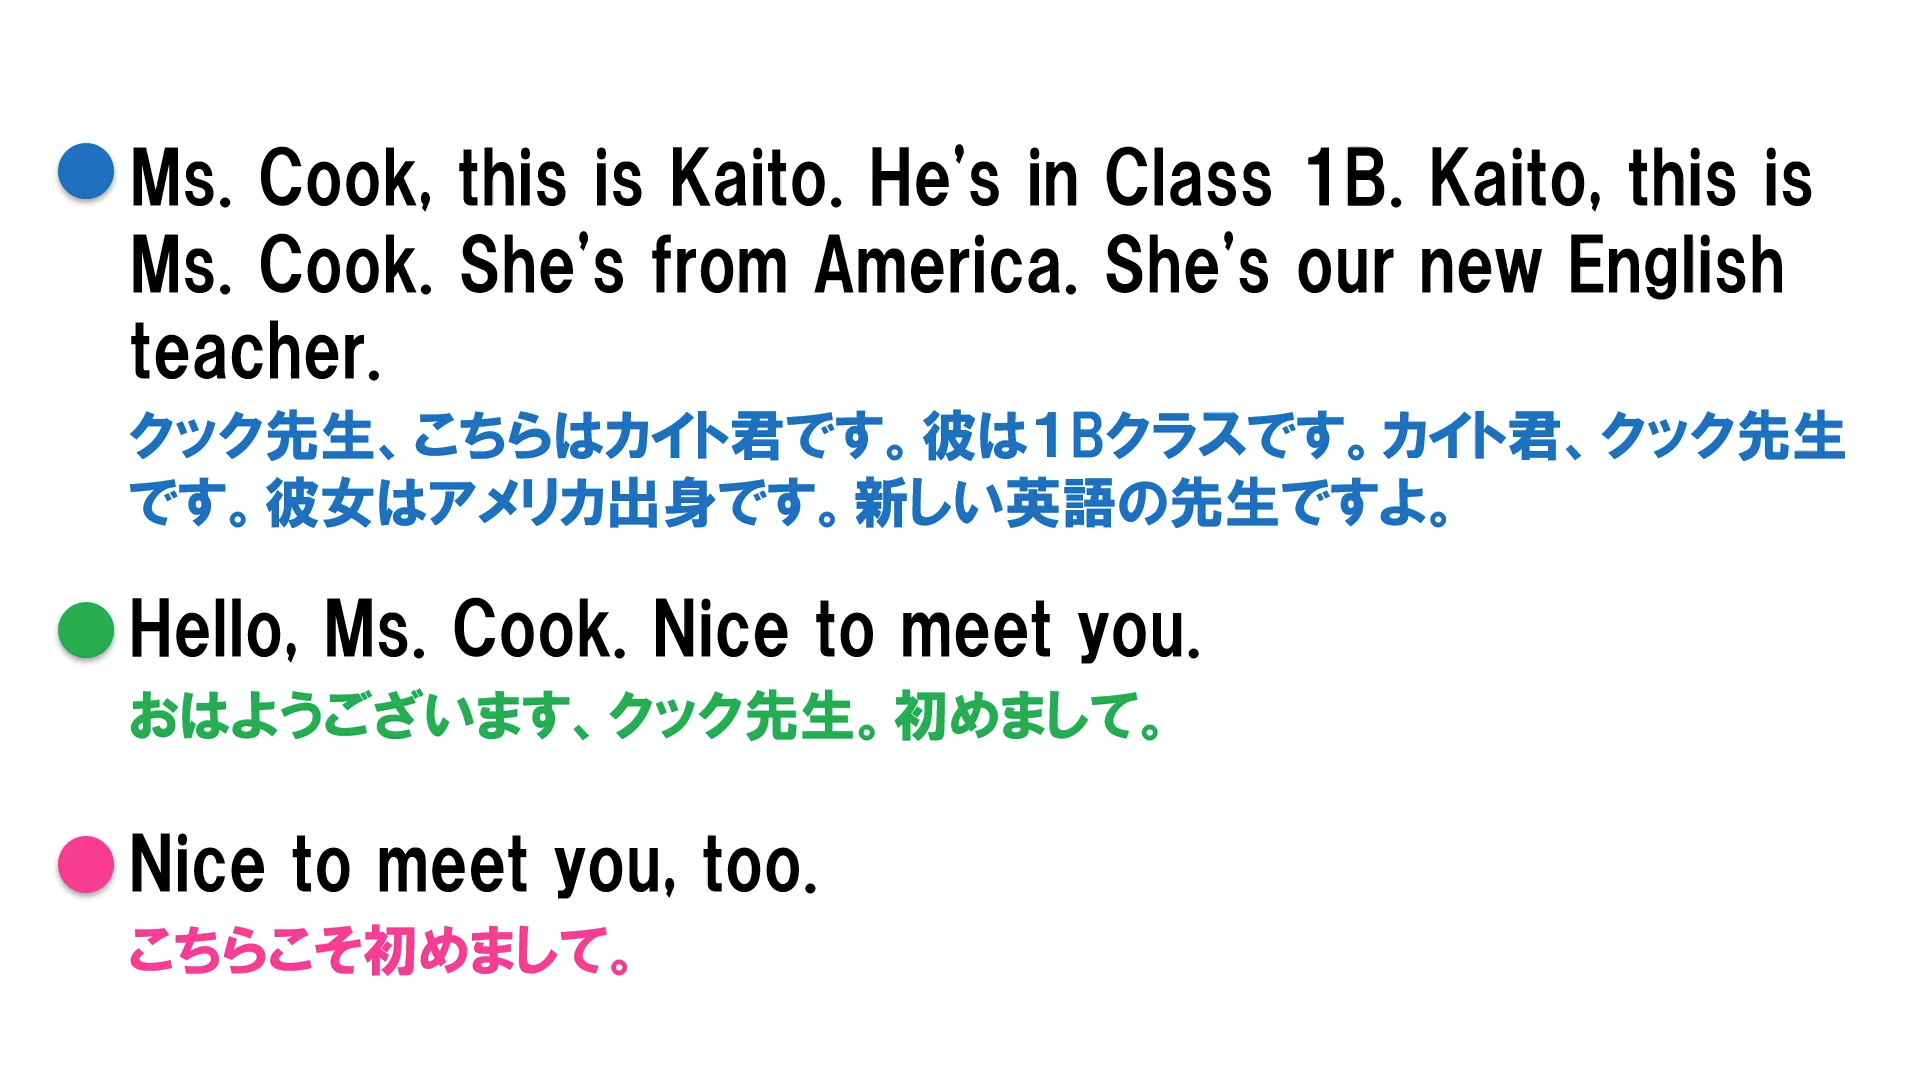 Ms. Cook, this is Kaito. He's in Class 1B. Kaito, this is
Ms. Cook. She's from America. She's our new English
teacher.
クック先生、こちらはカイト君です。彼は１Ｂクラスです。カイト君、クック先生
です。彼女はアメリカ出身です。新しい英語の先生ですよ。
Hello, Ms. Cook. Nice to meet you.
おはようございます、クック先生。初めまして。
Nice to meet you, too.
こちらこそ初めまして。